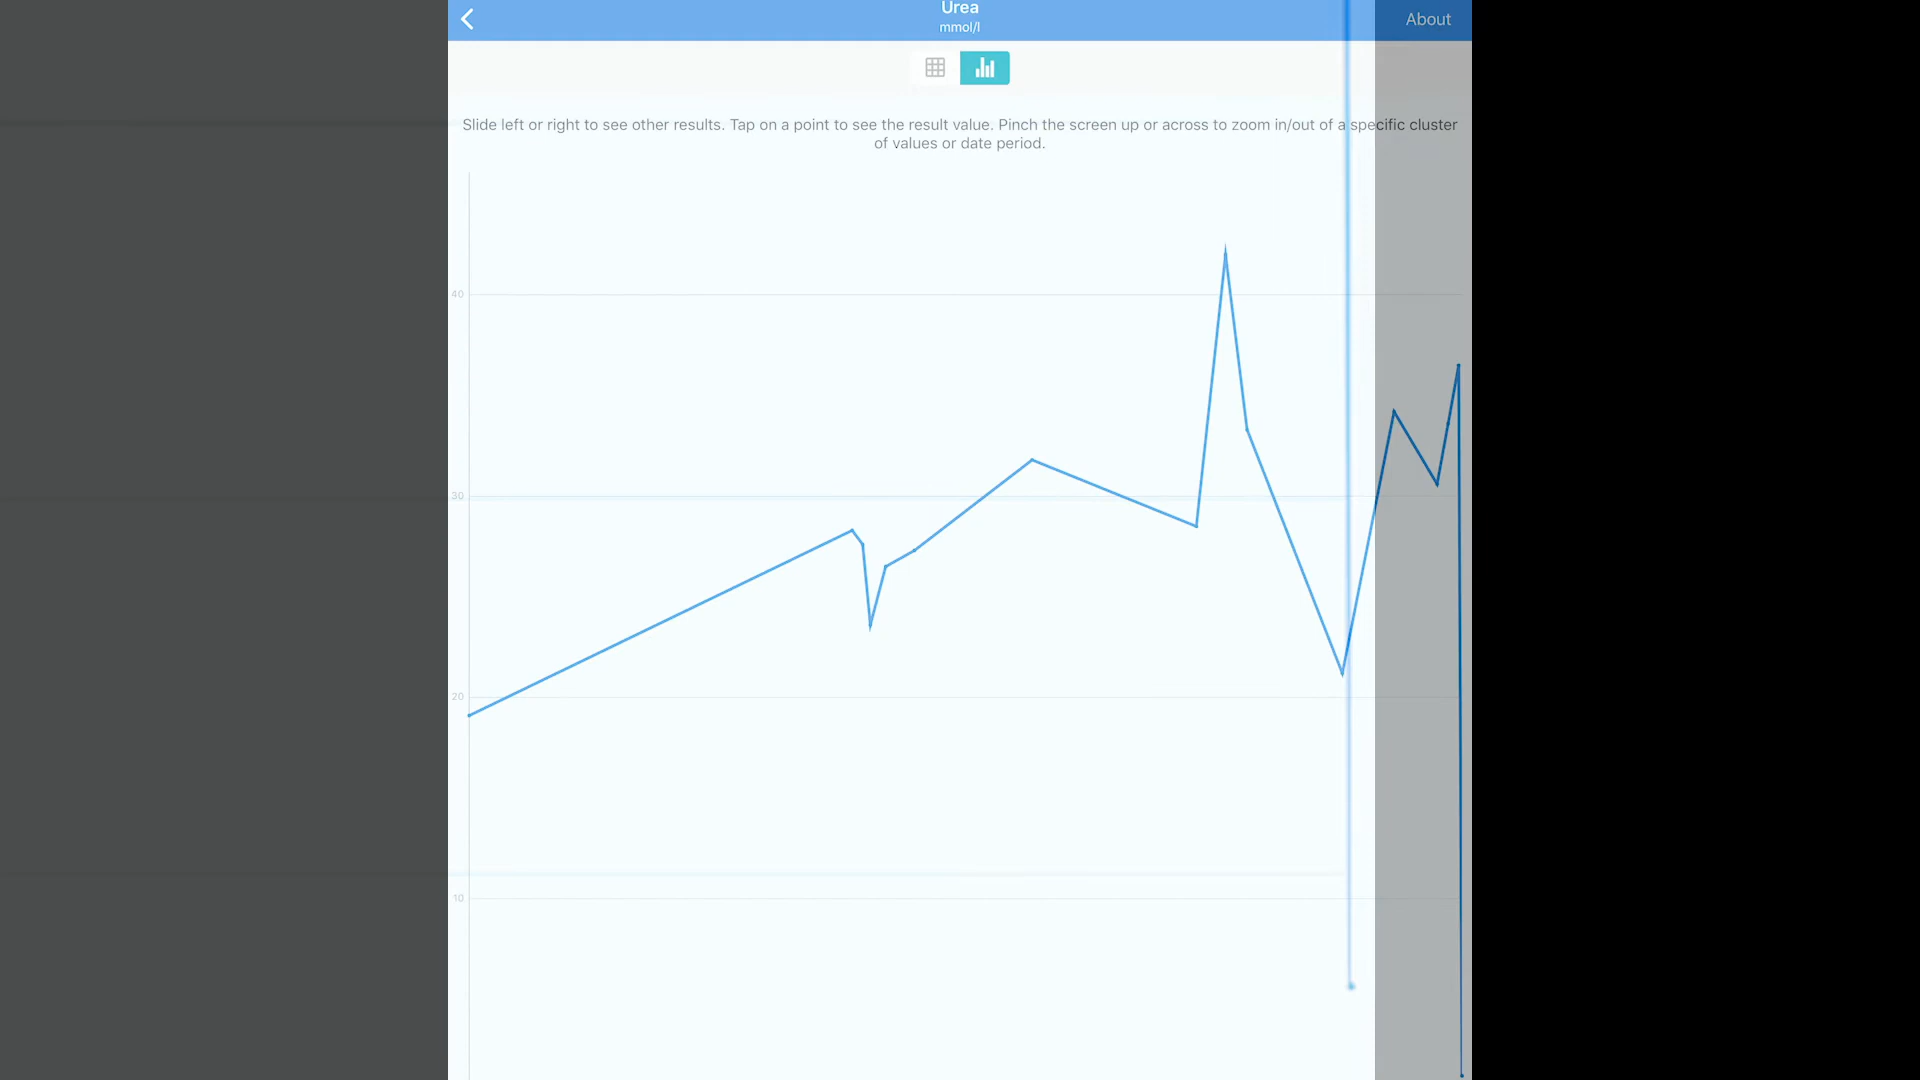 Urea
mmol/l
About
Slide left or right to see other results. Tap on a point to see the result value. Pinch the screen up or across to zoom in/out of a specific cluster
of values or date period.
40
30
20
10